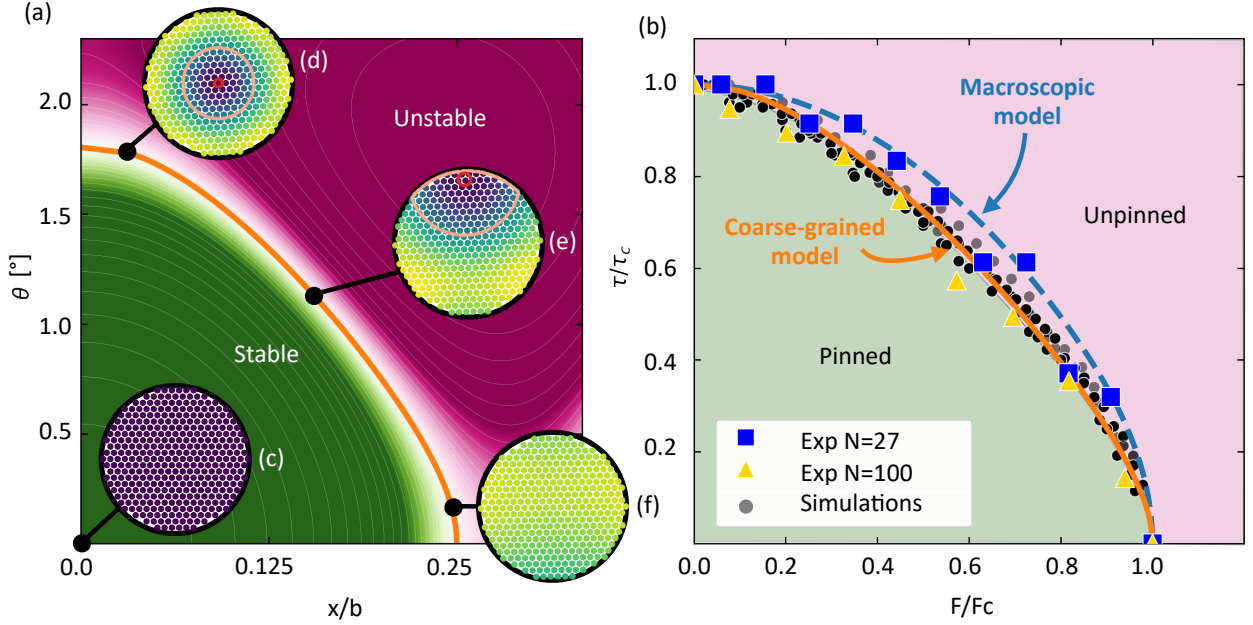 (a)
(b)
(d)
Unstable
(e)
Stable
(c)
(f)
2.0
1.5
1.0
0.5
θ [°]
0.0
0.125
0.25
x/b
Macroscopic
model
Unpinned
Coarse-grained
model
Pinned
Exp N=27
Exp N=100
Simulations
1.0
0.8
0.6
0.4
0.2
τ/τc
0.0
0.2
0.4
0.6
0.8
1.0
F/Fc